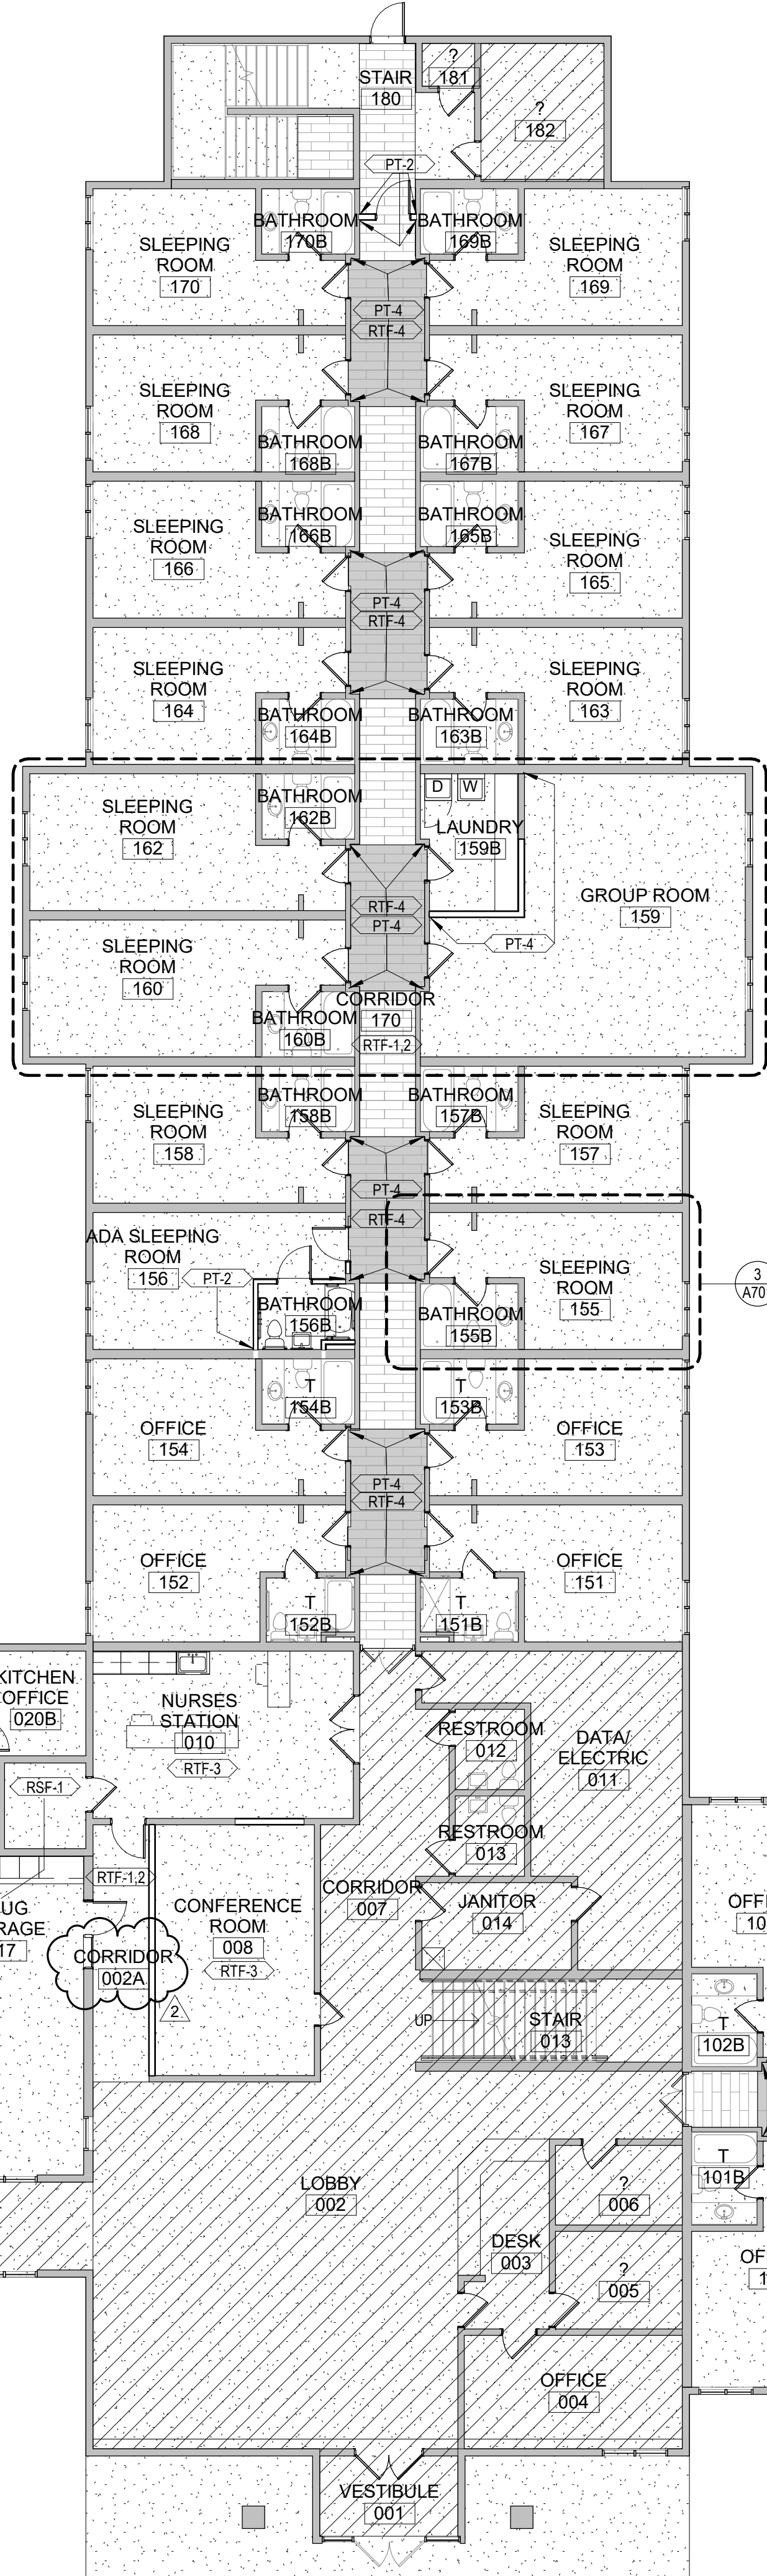 ?
181
STAIR
180
?
182
PT-2
BATHROOM
170B
BATHROOM
169B
SLEEPING
ROOM
170
SLEEPING
ROOM
169
PT-4
RTF-4
SLEEPING
ROOM
168
SLEEPING
ROOM
167
BATHROOM
168B
BATHROOM
167B
BATHROOM
166B
BATHROOM
165B
SLEEPING
ROOM
166
SLEEPING
ROOM
165
PT-4
RTF-4
SLEEPING
ROOM
164
SLEEPING
ROOM
163
BATHROOM
164B
BATHROOM
163B
BATHROOM
162B
D
W
SLEEPING
ROOM
162
LAUNDRY
159B
GROUP ROOM
159
RTF-4
PT-4
PT-4
SLEEPING
ROOM
160
CORRIDOR
170
BATHROOM
160B
RTF-1,2
BATHROOM
158B
BATHROOM
157B
SLEEPING
ROOM
158
SLEEPING
ROOM
157
PT-4
RTF-4
ADA SLEEPING
ROOM
156
PT-2
SLEEPING
ROOM
155
3
A70
BATHROOM
156B
BATHROOM
155B
T
154B
T
153B
OFFICE
154
OFFICE
153
PT-4
RTF-4
OFFICE
152
OFFICE
151
T
152B
T
151B
KITCHEN
OFFICE
020B
NURSES
STATION
010
RTF-3
RESTROOM
012
DATA/
ELECTRIC
011
RSF-1
RESTROOM
013
RTF-1,2
CORRIDOR
007
JANITOR
014
CONFERENCE
ROOM
008
RTF-3
UG
RAGE
17
OFF
10
CORRIDOR
002A
2
UP
STAIR
013
T
102B
T
101B
LOBBY
002
?
006
DESK
003
?
005
OF
1
OFFICE
004
VESTIBULE
001